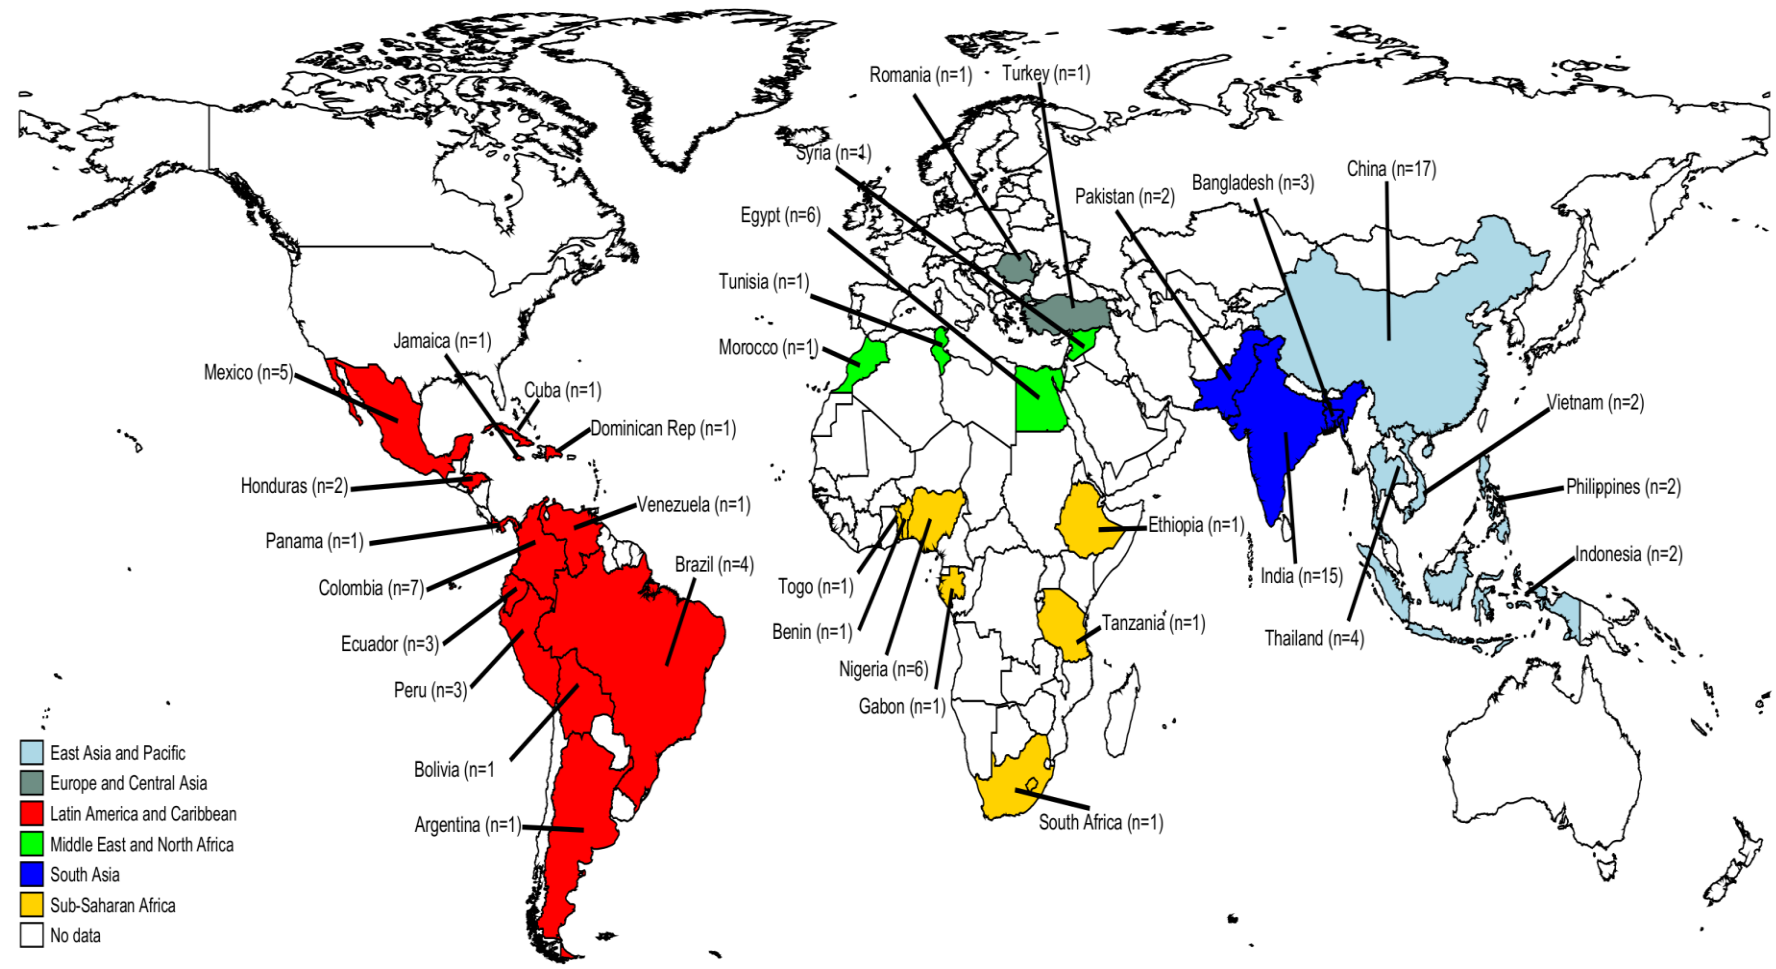 Romania (n=1)
Turkey (n=1)
Syria (n=1)
China (n=17)
Bangladesh (n=3)
Pakistan (n=2)
Egypt (n=6)
Tunisia (n=1)
Morocco (n=1)
Jamaica (n=1)
Mexico (n=5)
Cuba (n=1)
Dominican Rep (n=1)
Vietnam (n=2)
Honduras (n=2)
Philippines (n=2)
Venezuela (n=1)
Ethiopia (n=1)
Panama (n=1)
Indonesia (n=2)
Brazil (n=4)
India (n=15)
Colombia (n=7)
Togo (n=1)
Tanzania (n=1)
Benin (n=1)
Thailand (n=4)
Ecuador (n=3)
Nigeria (n=6)
Peru (n=3)
Gabon (n=1)
Bolivia (n=1
Argentina (n=1)
South Africa (n=1)
East Asia and Pacific
Europe and Central Asia
Latin America and Caribbean
Middle East and North Africa
South Asia
Sub-Saharan Africa
No data